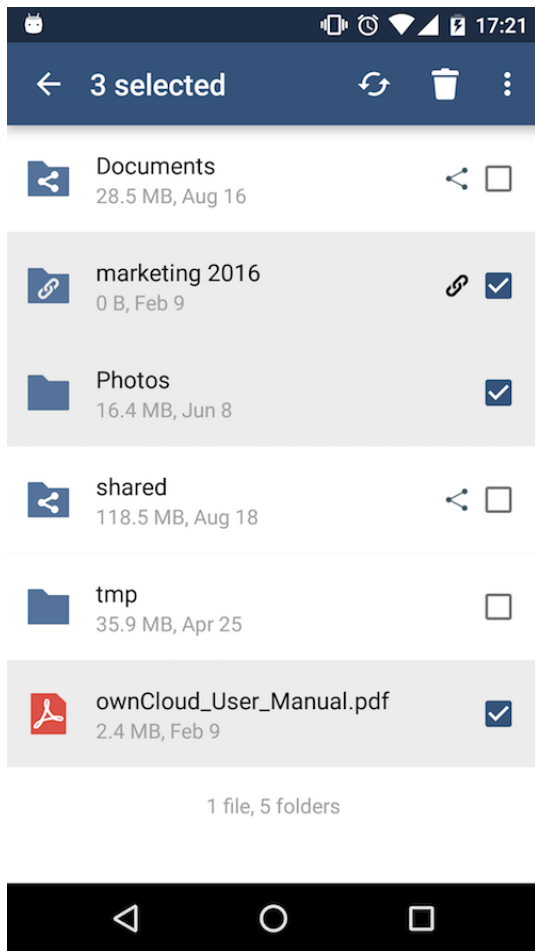 17:21
3 selected
Documents
28.5 MB, Aug 16
marketing 2016
0 B, Feb 9
Photos
16.4 MB, Jun 8
shared
118.5 MB, Aug 18
tmp
35.9 MB, Apr 25
ownCloud_User_Manual.pdf
2.4 MB, Feb 9
1 file, 5 folders